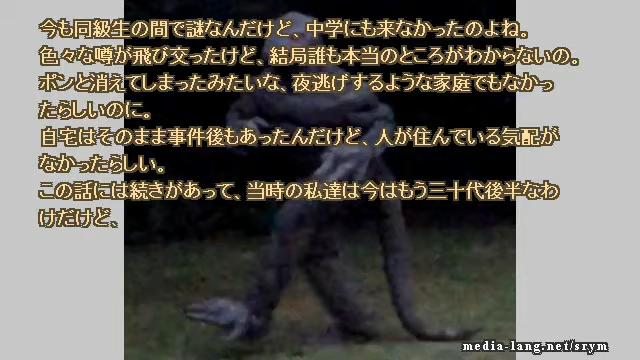 今も同級生の間で謎なんだけど、中学にも来なかったのよね。
色々な噂が飛び交ったけど、結局誰も本当のところがわからないの。
ポンと消えてしまったみたいな、夜逃げするような家庭でもなかっ
たらしいのに。
自宅はそのまま事件後もあったんだけど、人が住んでいる気配が
なかったらしい。
この話には続きがあって、当時の私達は今はもう三十代後半なわ
けだけど、
media-lang.net/srym